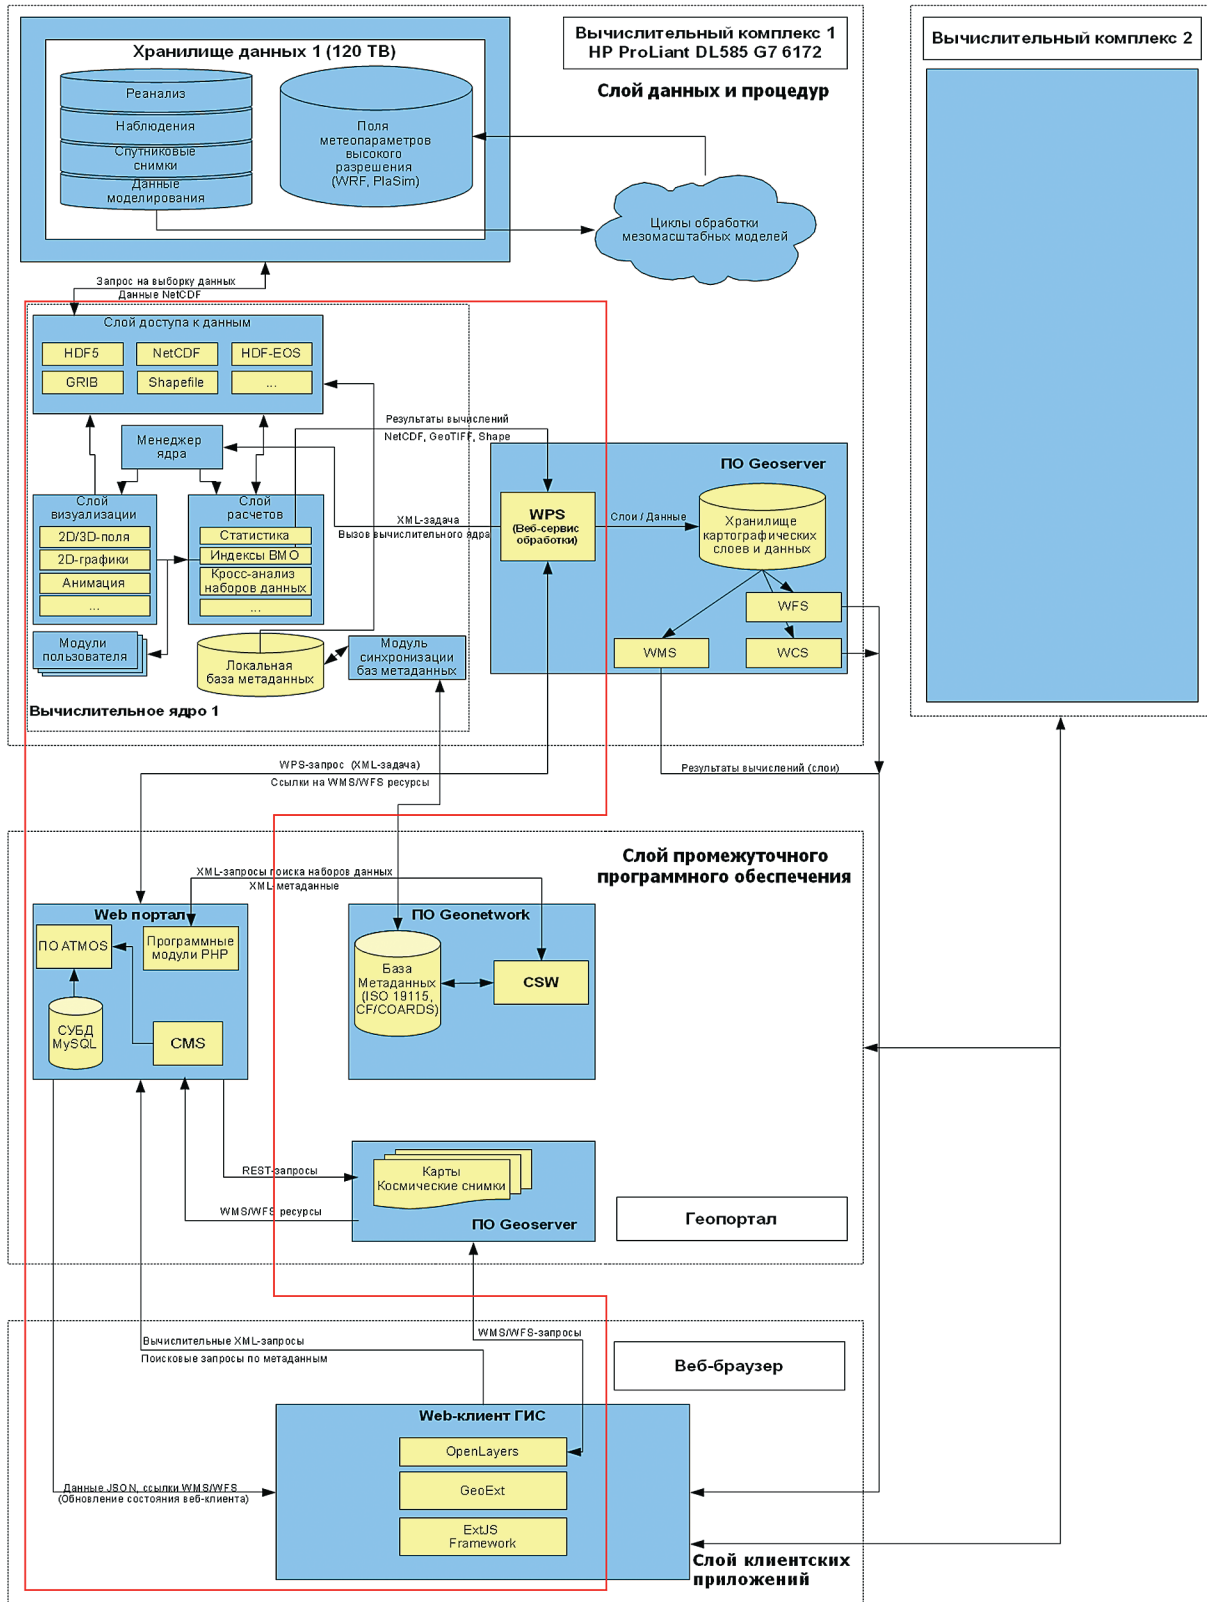 Вычислительный комплекс 1
HP ProLiant DL585 G7 6172
Вычислительный комплекс 2
Хранилище данных 1 (120 TB)
Слой данных и процедур
Реанализ
Наблюдения
Спутниковые
снимки
Данные
моделирования
Поля
метеопараметров
высокого
разрешения
(WRF, PlaSim)
Циклы обработки
мезомасштабных моделей
Запрос на выборку данных
Данные NetCDF
Слой доступа к данным
HDF5
NetCDF
HDF-EOS
GRIB
Shapefile
...
Менеджер
ядра
Результаты вычислений
NetCDF, GeoTIFF, Shape
Слой
визуализации
2D/3D-поля
2D-графики
Анимация
...
Слой
расчетов
Статистика
Индексы ВМО
Кросс-анализ
наборов данных
...
XML-задача
Вызов вычислительного ядра
ПО Geoserver
WPS
(Веб-сервис
обработки)
Слои / Данные
Хранилище
картографических
слоев и данных
WFS
WMS
WCS
Модули
пользователя
Локальная
база метаданных
Модуль
синхронизации
баз метаданных
Вычислительное ядро 1
WPS-запрос (XML-задача)
Ссылки на WMS/WFS ресурсы
Результаты вычислений (слои)
Слой промежуточного
программного обеспечения
XML-запросы поиска наборов данных
XML-метаданные
Web портал
ПО ATMOS
Программные
модули PHP
СУБД
MySQL
CMS
ПО Geonetwork
База
Метаданных
(ISO 19115,
CF/COARDS)
CSW
REST-запросы
WMS/WFS ресурсы
Карты
Космические снимки
ПО Geoserver
Геопортал
WMS/WFS-запросы
Вычислительные XML-запросы
Поисковые запросы по метаданным
Веб-браузер
Web-клиент ГИС
OpenLayers
GeoExt
ExtJS
Framework
Данные JSON, ссылки WMS/WFS
(Обновление состояния веб-клиента)
Слой клиентских
приложений